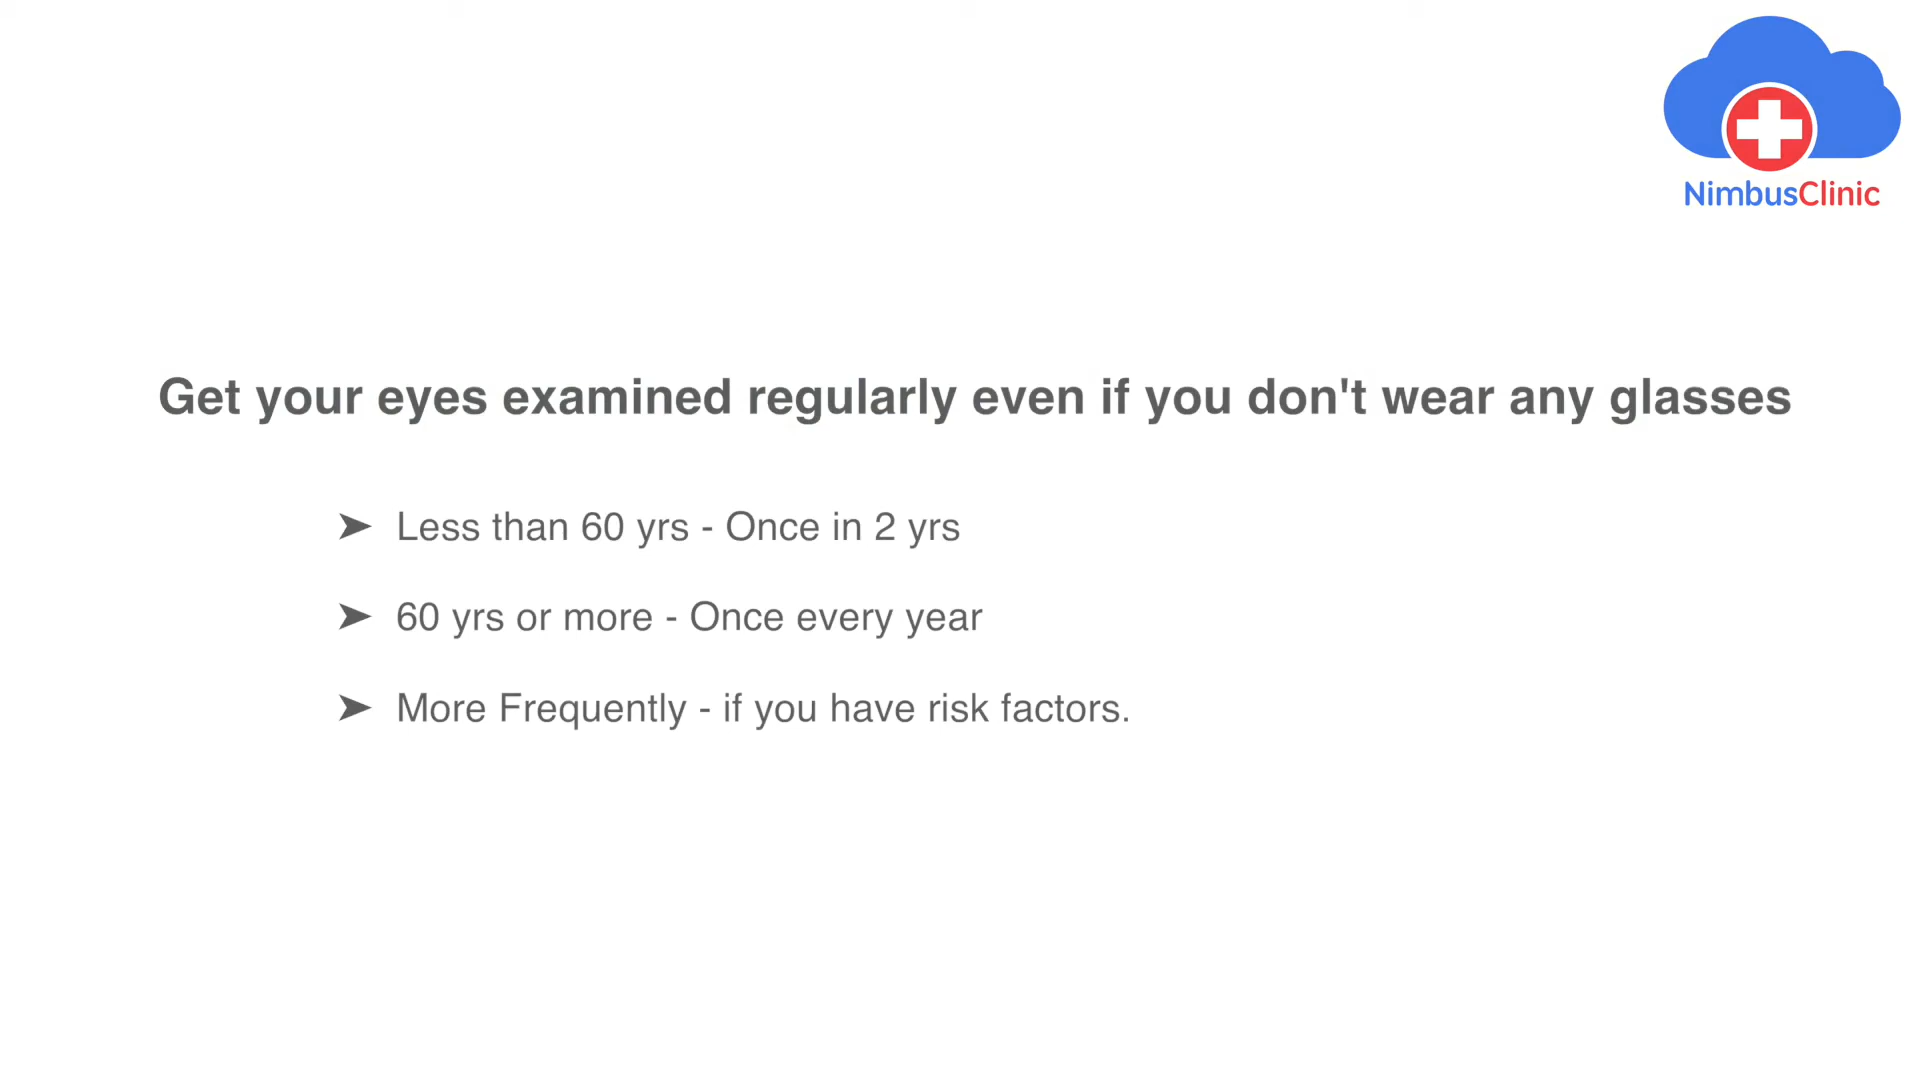 NimbusClinic
Get your eyes examined regularly even if you don't wear any glasses
➤ Less than 60 yrs - Once in 2 yrs
➤ 60 yrs or more - Once every year
➤ More Frequently - if you have risk factors.